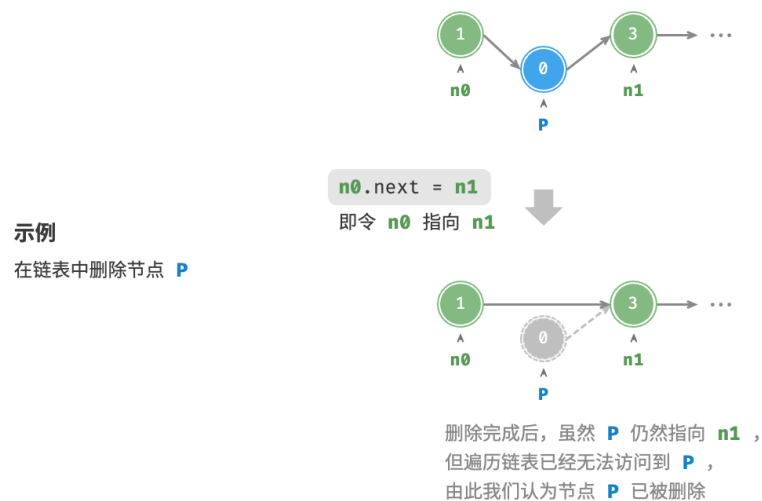 1 0 3 ...
n0 P n1
n0.next = n1
即令 n0 指向 n1
示例
在链表中删除节点 P
1 0 3 ...
n0 P n1
删除完成后，虽然 P 仍然指向 n1 ，
但遍历链表已经无法访问到 P ，
由此我们认为节点 P 已被删除